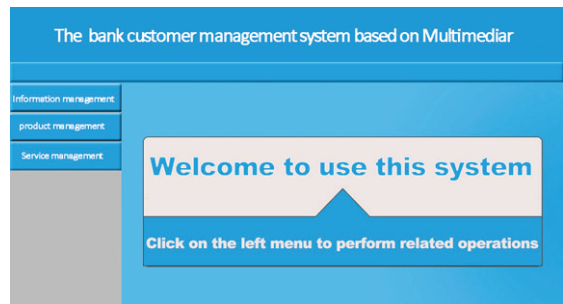 The bank customer management system based on Multimediar
Information management
product management
Service management
Welcome to use this system
Click on the left menu to perform related operations